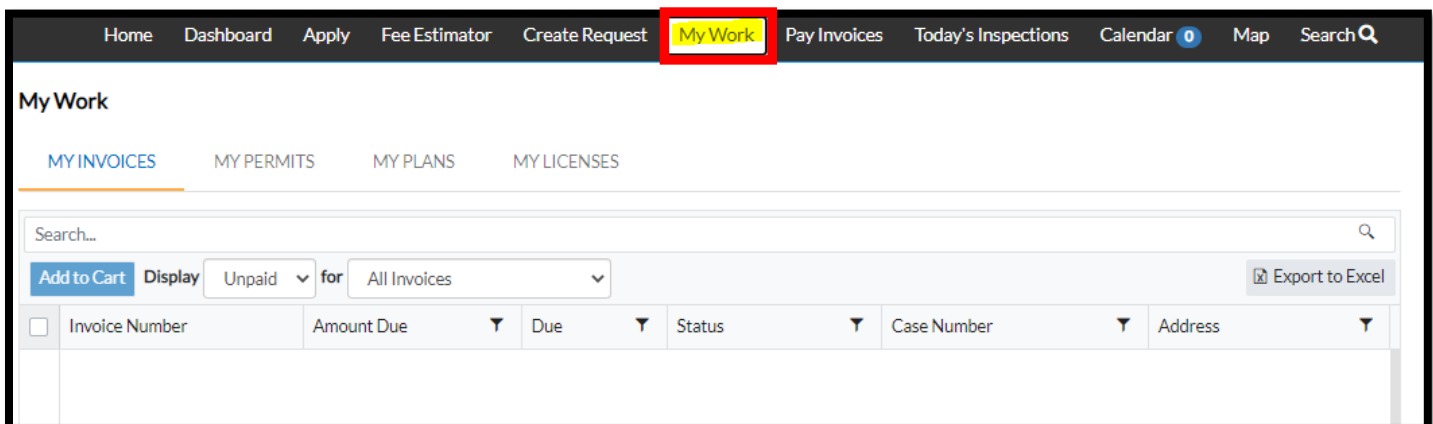 Home Dashboard Apply Fee Estimator Create Request My Work Pay Invoices Today's Inspections Calendar 0 Map Search
My Work
MY INVOICES MY PERMITS MY PLANS MY LICENSES
Search...
Add to Cart Display Unpaid for All Invoices Export to Excel
Invoice Number Amount Due Due Status Case Number Address